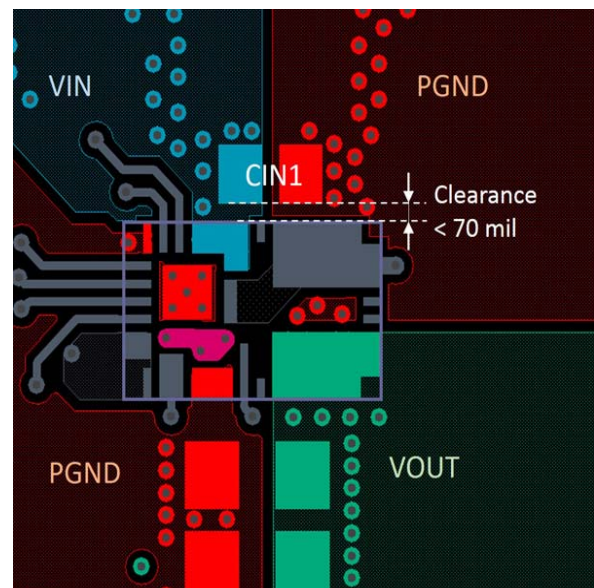 VIN
PGND
CIN1
Clearance
< 70 mil
PGND
VOUT